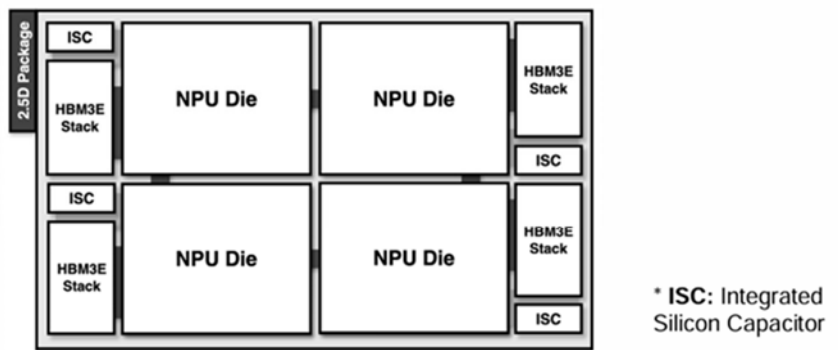 2.5D Package
ISC
HBM3E
Stack
NPU Die
NPU Die
HBM3E
Stack
ISC
ISC
HBM3E
Stack
NPU Die
NPU Die
HBM3E
Stack
ISC
* ISC: Integrated
Silicon Capacitor